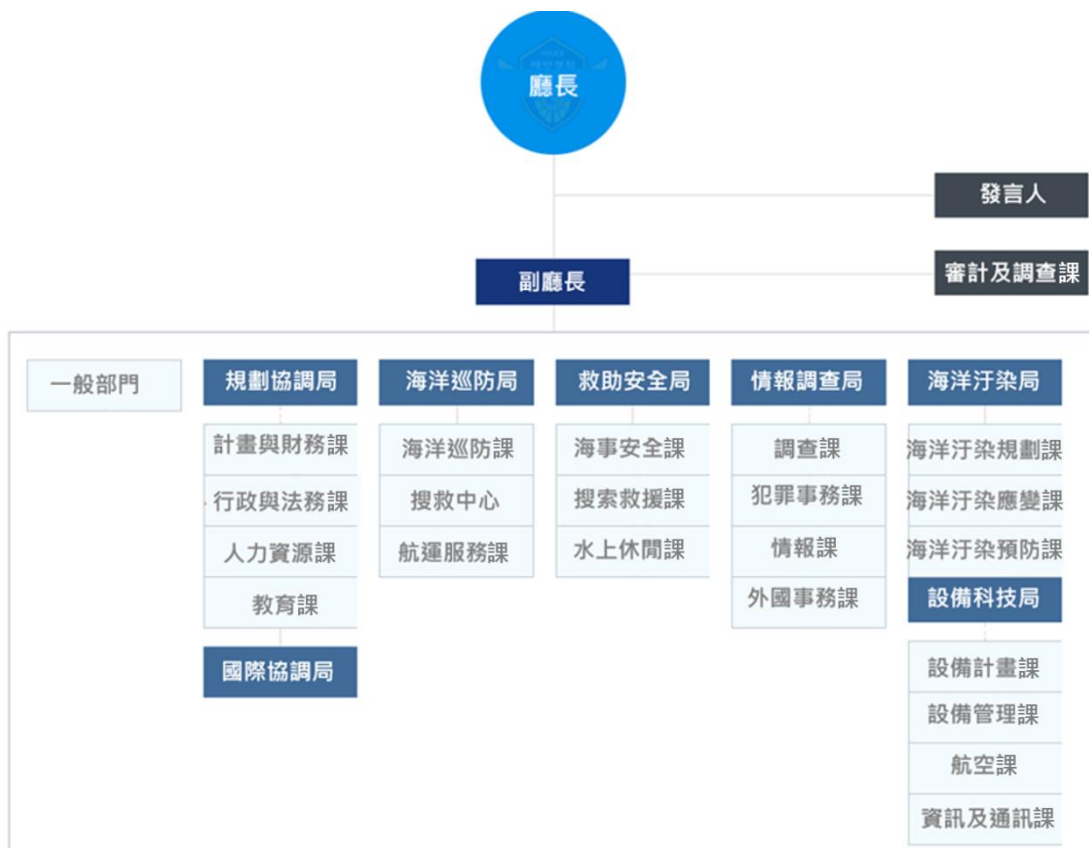 廳長
發言人
副廳長
審計及調查課
一般部門
規劃協調局
計畫與財務課
行政與法務課
人力資源課
教育課
國際協調局
海洋巡防局
海洋巡防課
搜救中心
航運服務課
救助安全局
海事安全課
搜索救援課
水上休閒課
情報調查局
調查課
犯罪事務課
情報課
外國事務課
海洋汙染局
海洋汙染規劃課
海洋汙染應變課
海洋汙染預防課
設備科技局
設備計畫課
設備管理課
航空課
資訊及通訊課